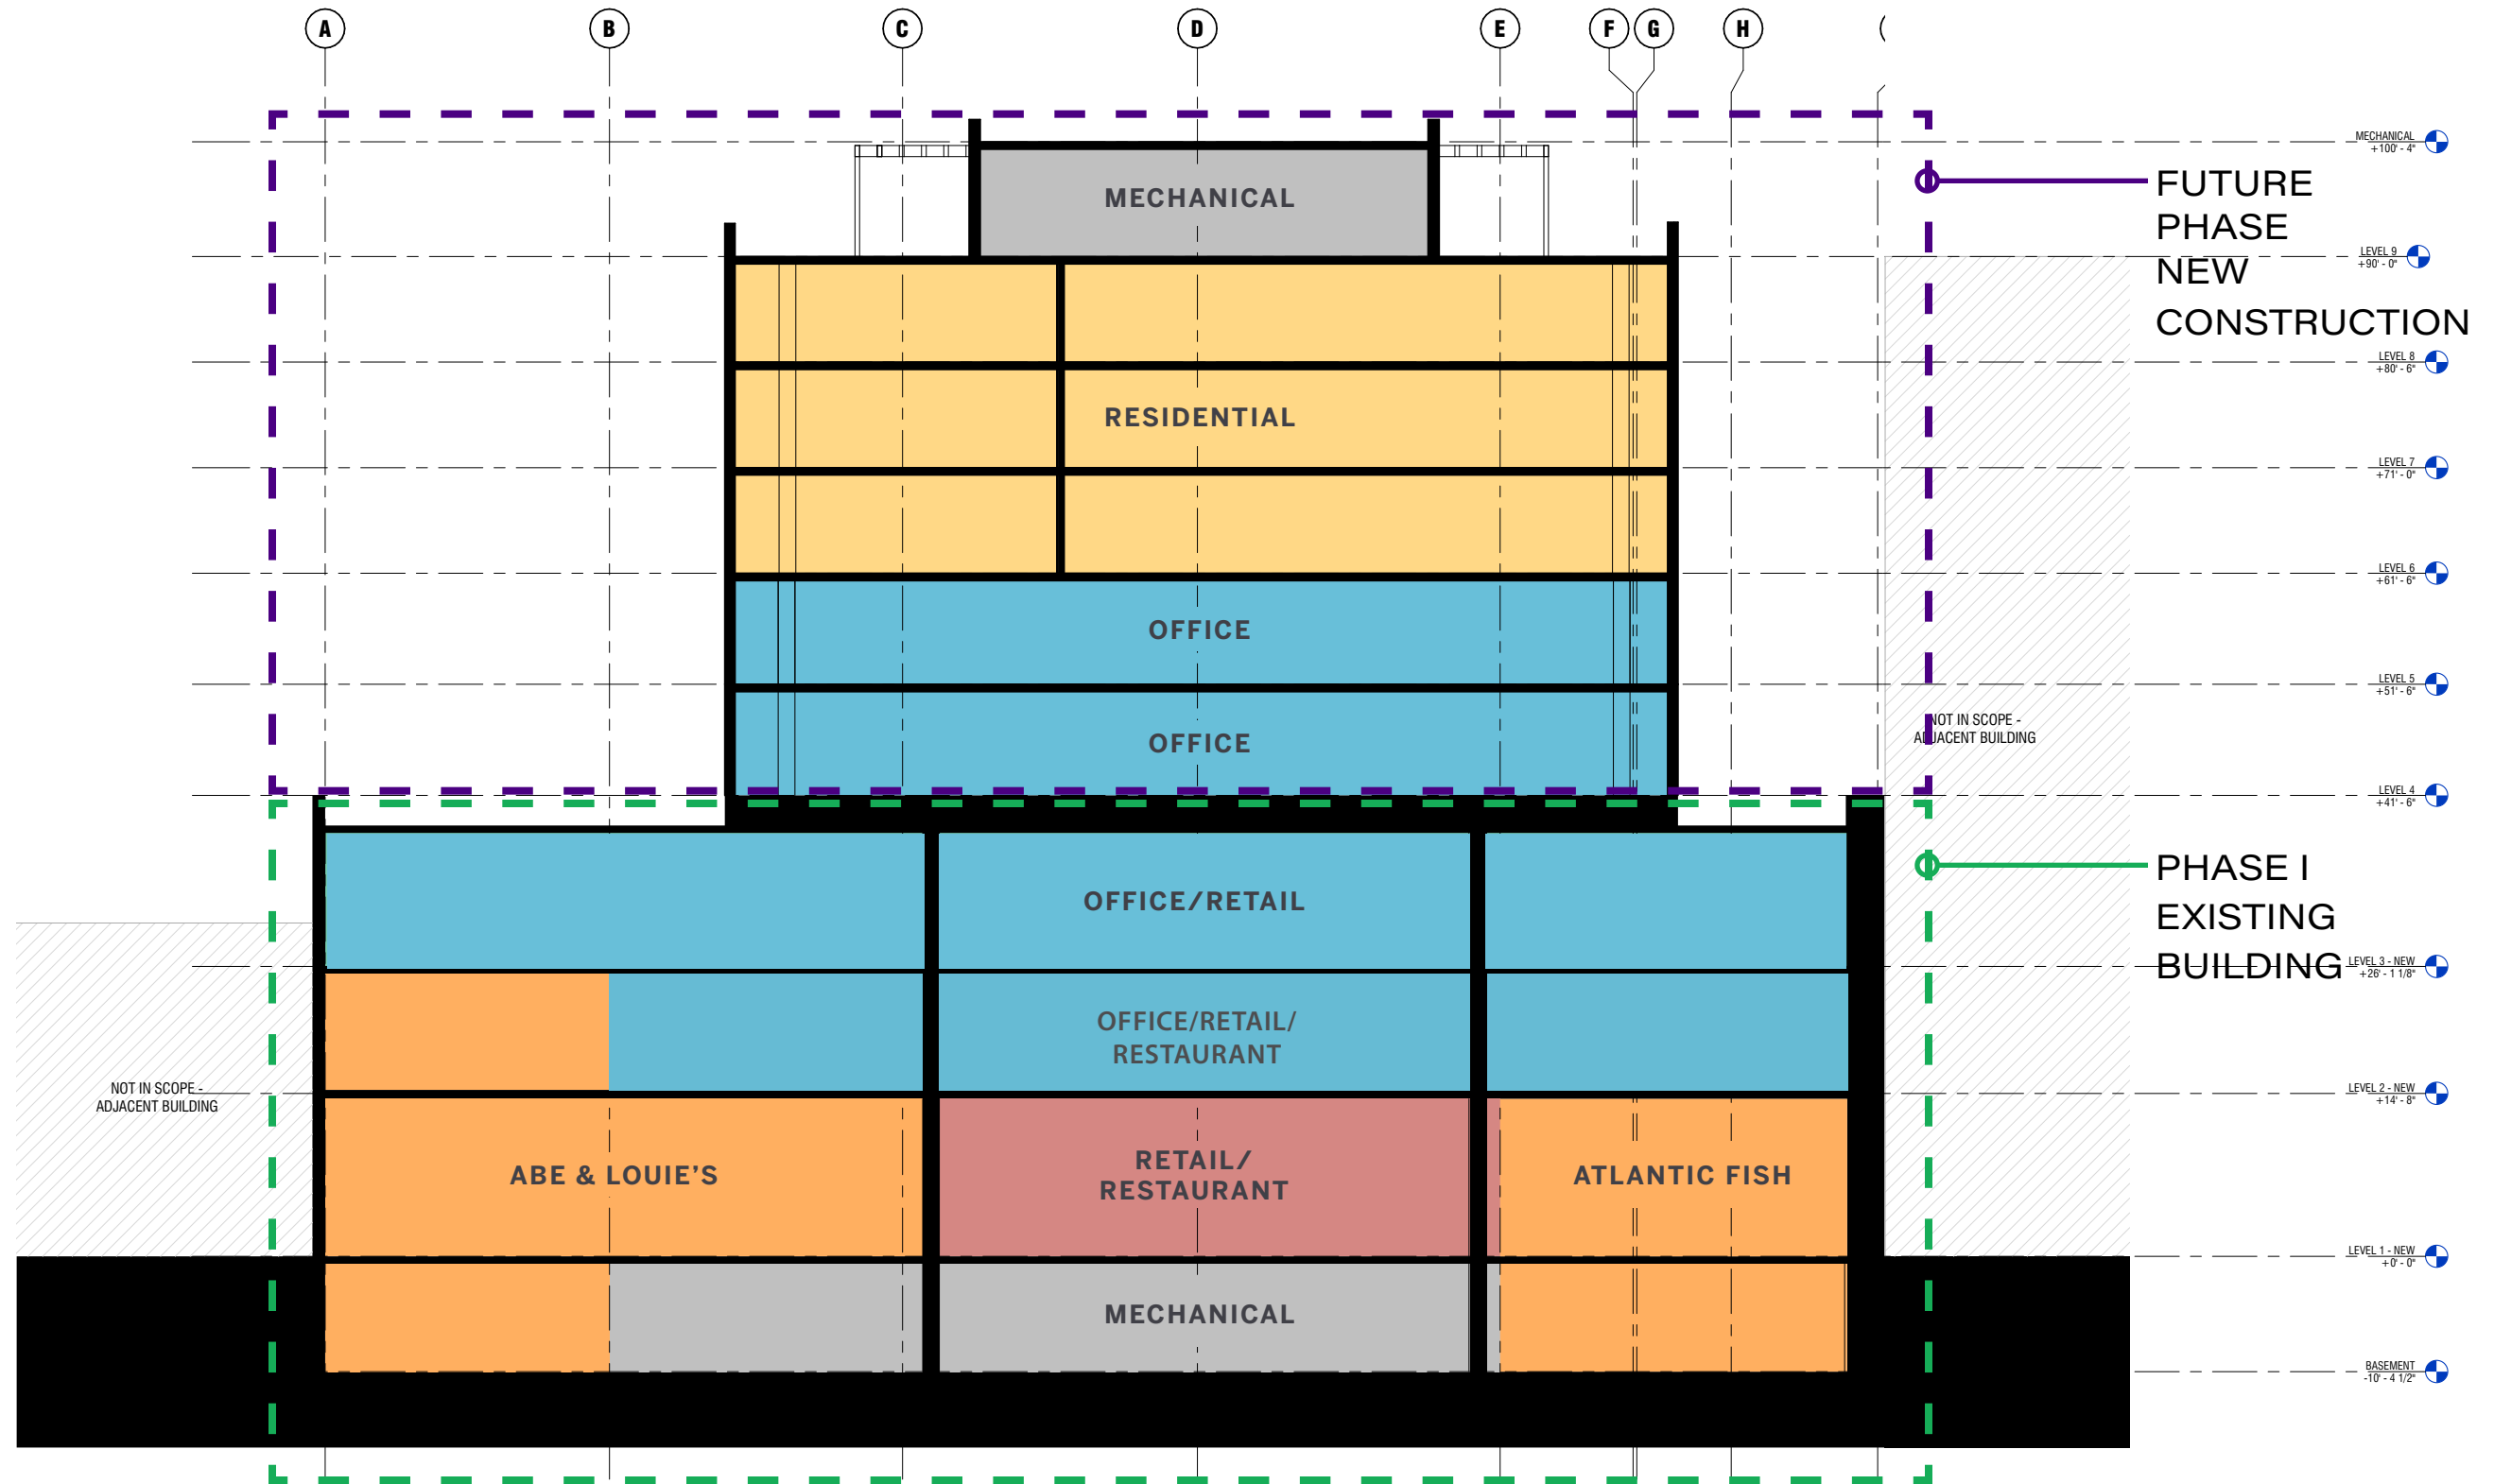 A B C D E F G H
MECHANICAL
+100' - 4"
FUTURE
PHASE
NEW
CONSTRUCTION
MECHANICAL
LEVEL 9
+90' - 0"
LEVEL 8
+80' - 6"
RESIDENTIAL
LEVEL 7
+71' - 0"
LEVEL 6
+61' - 6"
OFFICE
LEVEL 5
+51' - 6"
OFFICE
NOT IN SCOPE -
ADJACENT BUILDING
LEVEL 4
+41' - 6"
PHASE I
EXISTING
BUILDING
OFFICE/RETAIL
LEVEL 3 - NEW
+26' - 1 1/8"
OFFICE/RETAIL/
RESTAURANT
NOT IN SCOPE -
ADJACENT BUILDING
LEVEL 2 - NEW
+14' - 8"
ABE & LOUIE’S
RETAIL/
RESTAURANT
ATLANTIC FISH
LEVEL 1 - NEW
+0' - 0"
MECHANICAL
BASEMENT
-10' - 4 1/2"